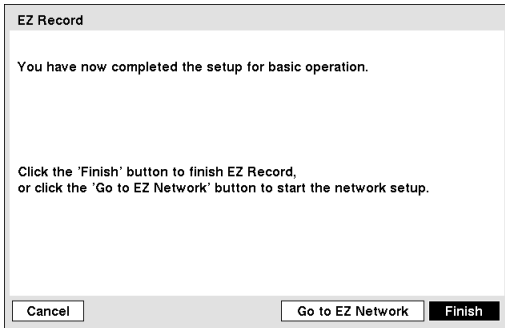 EZ Record
You have now completed the setup for basic operation.
Click the 'Finish' button to finish EZ Record,
or click the 'Go to EZ Network' button to start the network setup.
Cancel
Go to EZ Network
Finish